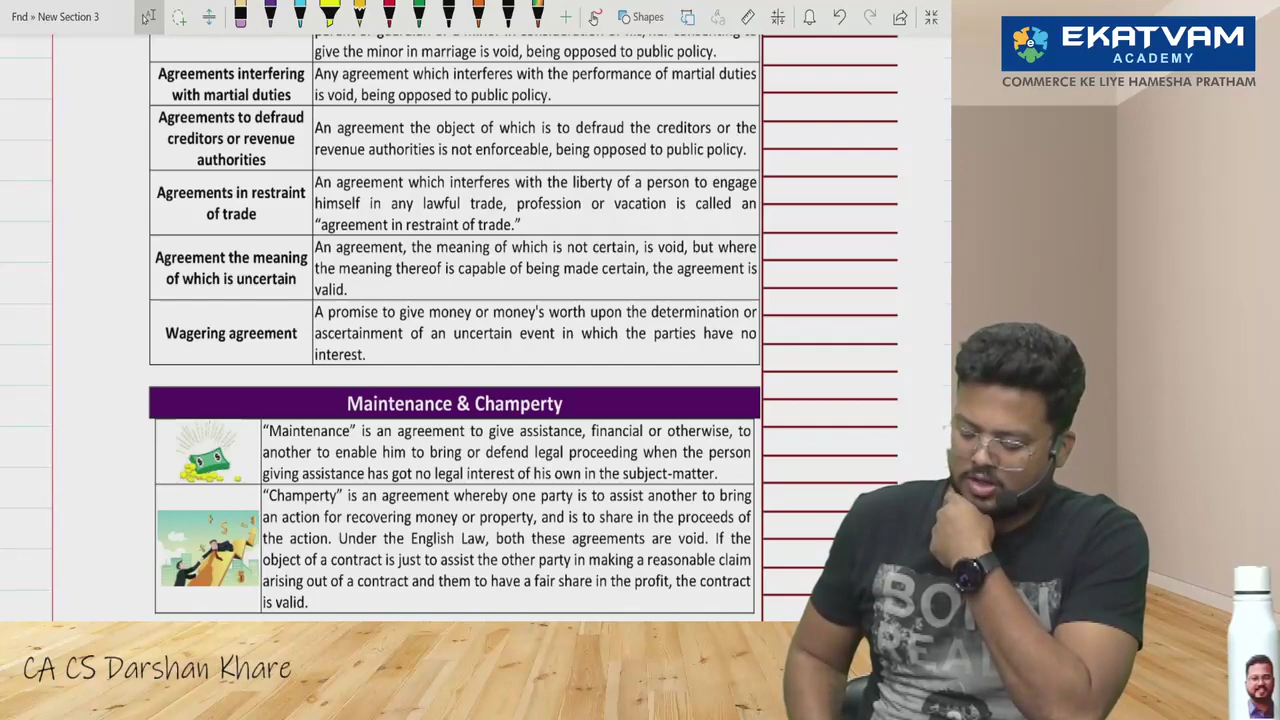 Fnd » New Section 3
Shapes
EKATVAM
ACADEMY
COMMERCE KE LIYE HAMESHA PRATHAM
give the minor in marriage is void, being opposed to public policy.
Agreements interfering
with martial duties
Any agreement which interferes with the performance of martial duties
is void, being opposed to public policy.
Agreements to defraud
creditors or revenue
authorities
An agreement the object of which is to defraud the creditors or the
revenue authorities is not enforceable, being opposed to public policy.
Agreements in restraint
of trade
An agreement which interferes with the liberty of a person to engage
himself in any lawful trade, profession or vacation is called an
“agreement in restraint of trade.”
Agreement the meaning
of which is uncertain
An agreement, the meaning of which is not certain, is void, but where
the meaning thereof is capable of being made certain, the agreement is
valid.
Wagering agreement
A promise to give money or money's worth upon the determination or
ascertainment of an uncertain event in which the parties have no
interest.
Maintenance & Champerty
“Maintenance” is an agreement to give assistance, financial or otherwise, to
another to enable him to bring or defend legal proceeding when the person
giving assistance has got no legal interest of his own in the subject-matter.
“Champerty” is an agreement whereby one party is to assist another to bring
an action for recovering money or property, and is to share in the proceeds of
the action. Under the English Law, both these agreements are void. If the
object of a contract is just to assist the other party in making a reasonable claim
arising out of a contract and them to have a fair share in the profit, the contract
is valid.
CA CS Darshan Khare